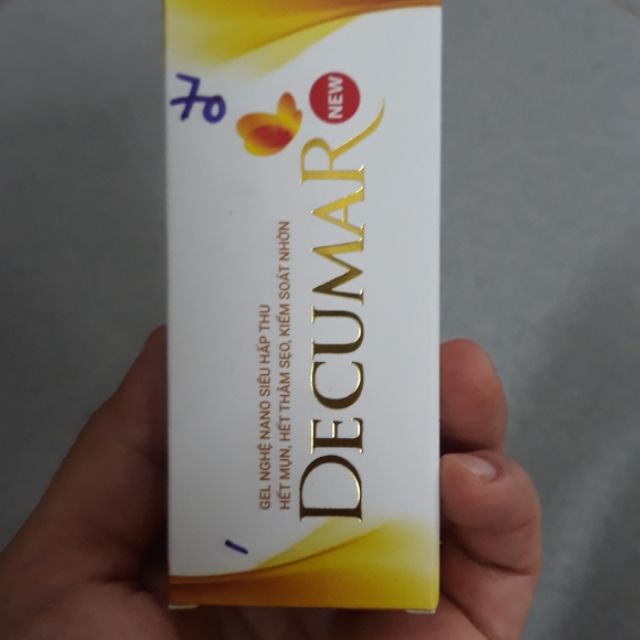 70
NEW
DECUMAR
GEL NGHỆ NANO SIÊU HẤP THU
HẾT MỤN, HẾT THÂM SẸO, KIỂM SOÁT NHỜN